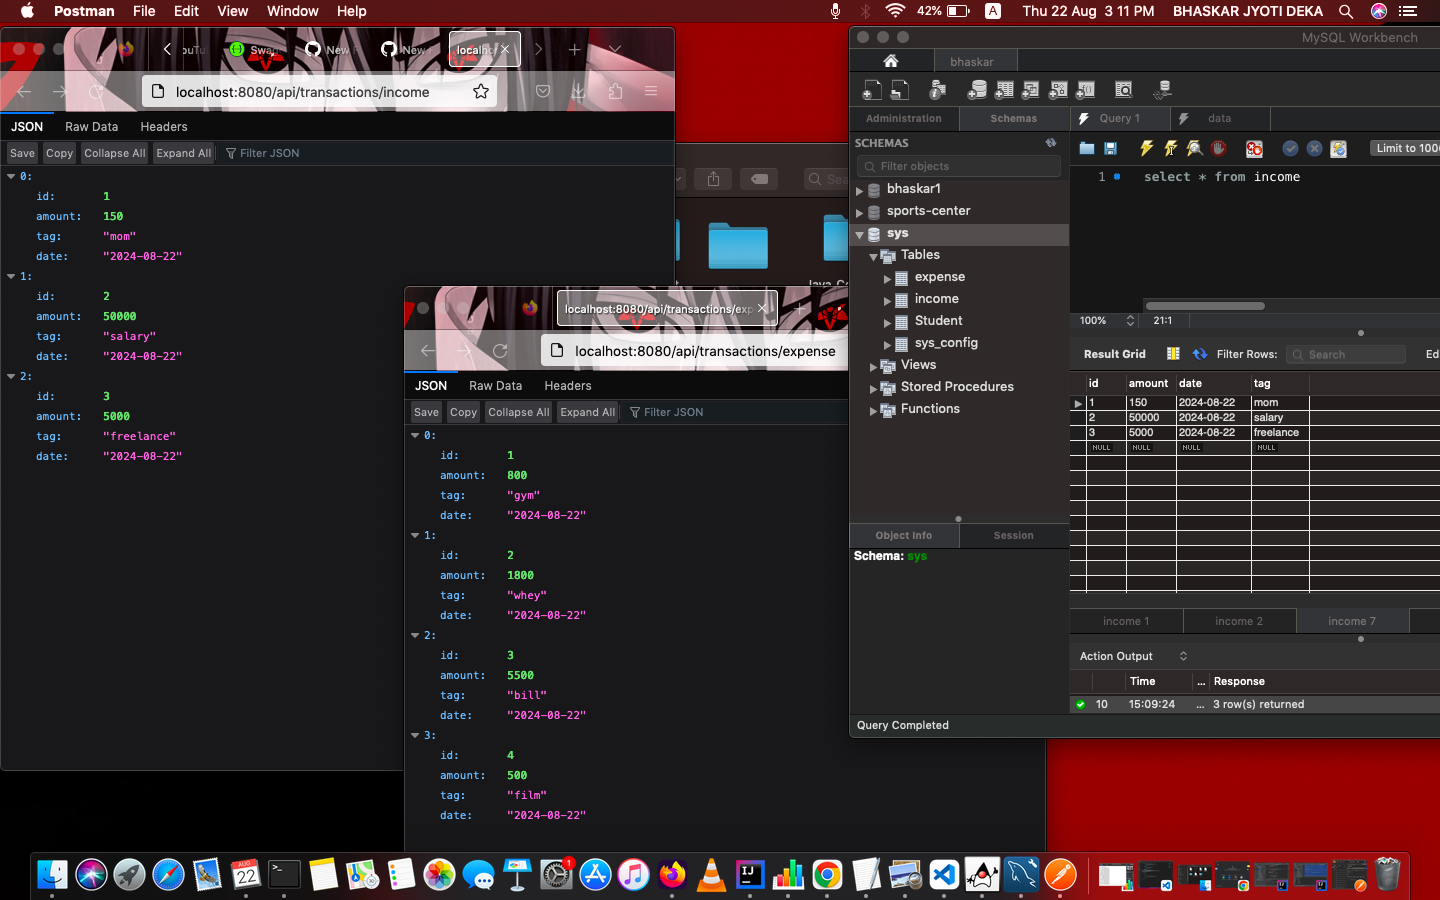 Postman File Edit View Window Help 42% A Thu 22 Aug 3 11 PM BHASKAR JYOTI DEKA
Swag New New localho
localhost:8080/api/transactions/income
JSON Raw Data Headers
Save Copy Collapse All Expand All Filter JSON
0:
id: 1
amount: 150
tag: "mom"
date: "2024-08-22"
1:
id: 2
amount: 50000
tag: "salary"
date: "2024-08-22"
2:
id: 3
amount: 5000
tag: "freelance"
date: "2024-08-22"
localhost:8080/api/transactions/exp
localhost:8080/api/transactions/expense
JSON Raw Data Headers
Save Copy Collapse All Expand All Filter JSON
0:
id: 1
amount: 800
tag: "gym"
date: "2024-08-22"
1:
id: 2
amount: 1800
tag: "whey"
date: "2024-08-22"
2:
id: 3
amount: 5500
tag: "bill"
date: "2024-08-22"
3:
id: 4
amount: 500
tag: "film"
date: "2024-08-22"
MySQL Workbench
bhaskar
Administration Schemas Query 1 data
SCHEMAS
Filter objects
bhaskar1
sports-center
sys
Tables
expense
income
Student
sys_config
Views
Stored Procedures
Functions
Object Info Session
Schema: sys
Limit to 1000
1 select * from income
100% 21:1
Result Grid Filter Rows: Search Ed
id amount date tag
1 150 2024-08-22 mom
2 50000 2024-08-22 salary
3 5000 2024-08-22 freelance
NULL NULL NULL NULL
income 1 income 2 income 7
Action Output
Time ... Response
10 15:09:24 ... 3 row(s) returned
Query Completed
AUG
22
1
IJ